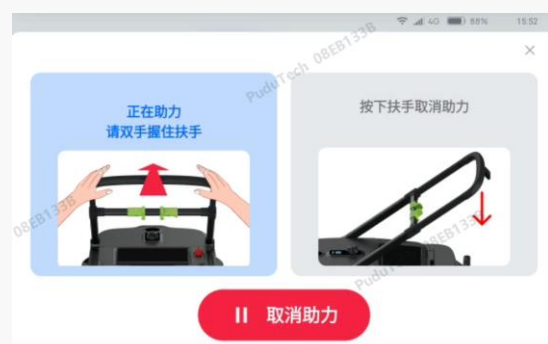 4G 88% 15:52
PuduTech 08EB133B
×
正在助力
请双手握住扶手
按下扶手取消助力
08EB133B
PuduTech 08EB133B
取消助力